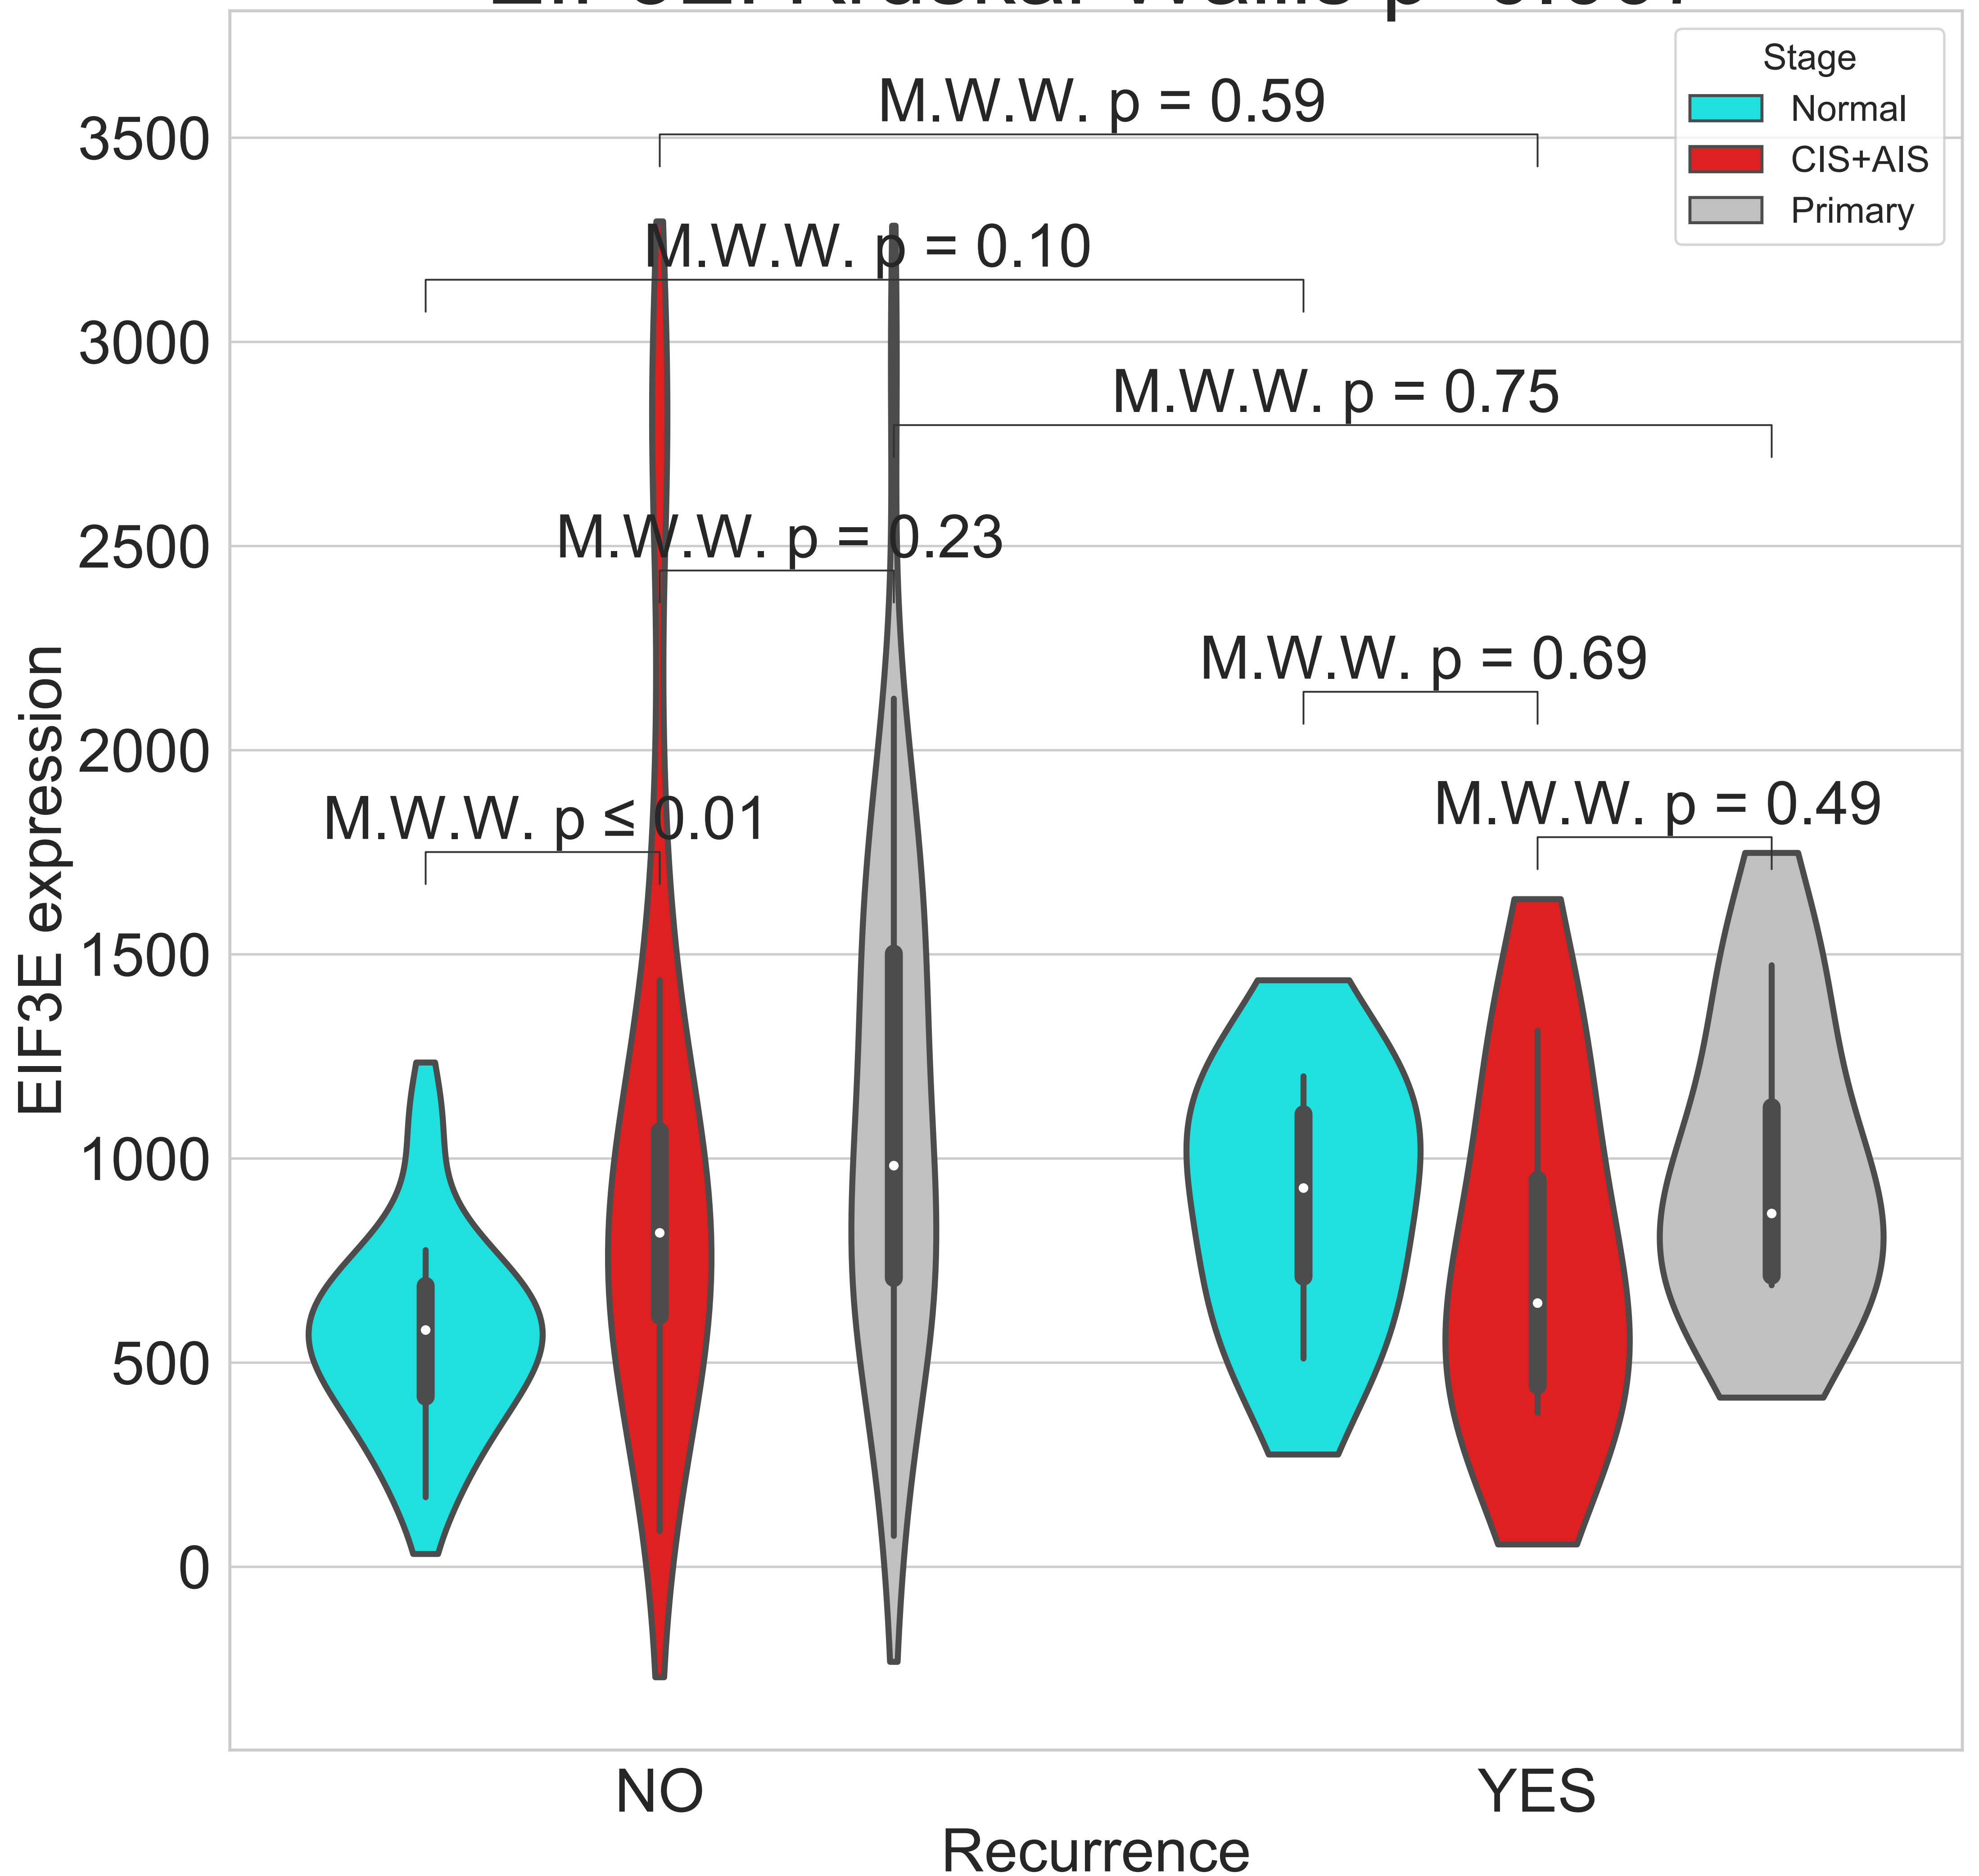 Stage
Normal
CIS+AIS
Primary
M.W.W. p = 0.59
M.W.W. p = 0.10
M.W.W. p = 0.75
M.W.W. p = 0.23
M.W.W. p = 0.69
M.W.W. p ≤ 0.01
M.W.W. p = 0.49
3500
3000
2500
2000
1500
1000
500
0
EIF3E expression
NO
YES
Recurrence